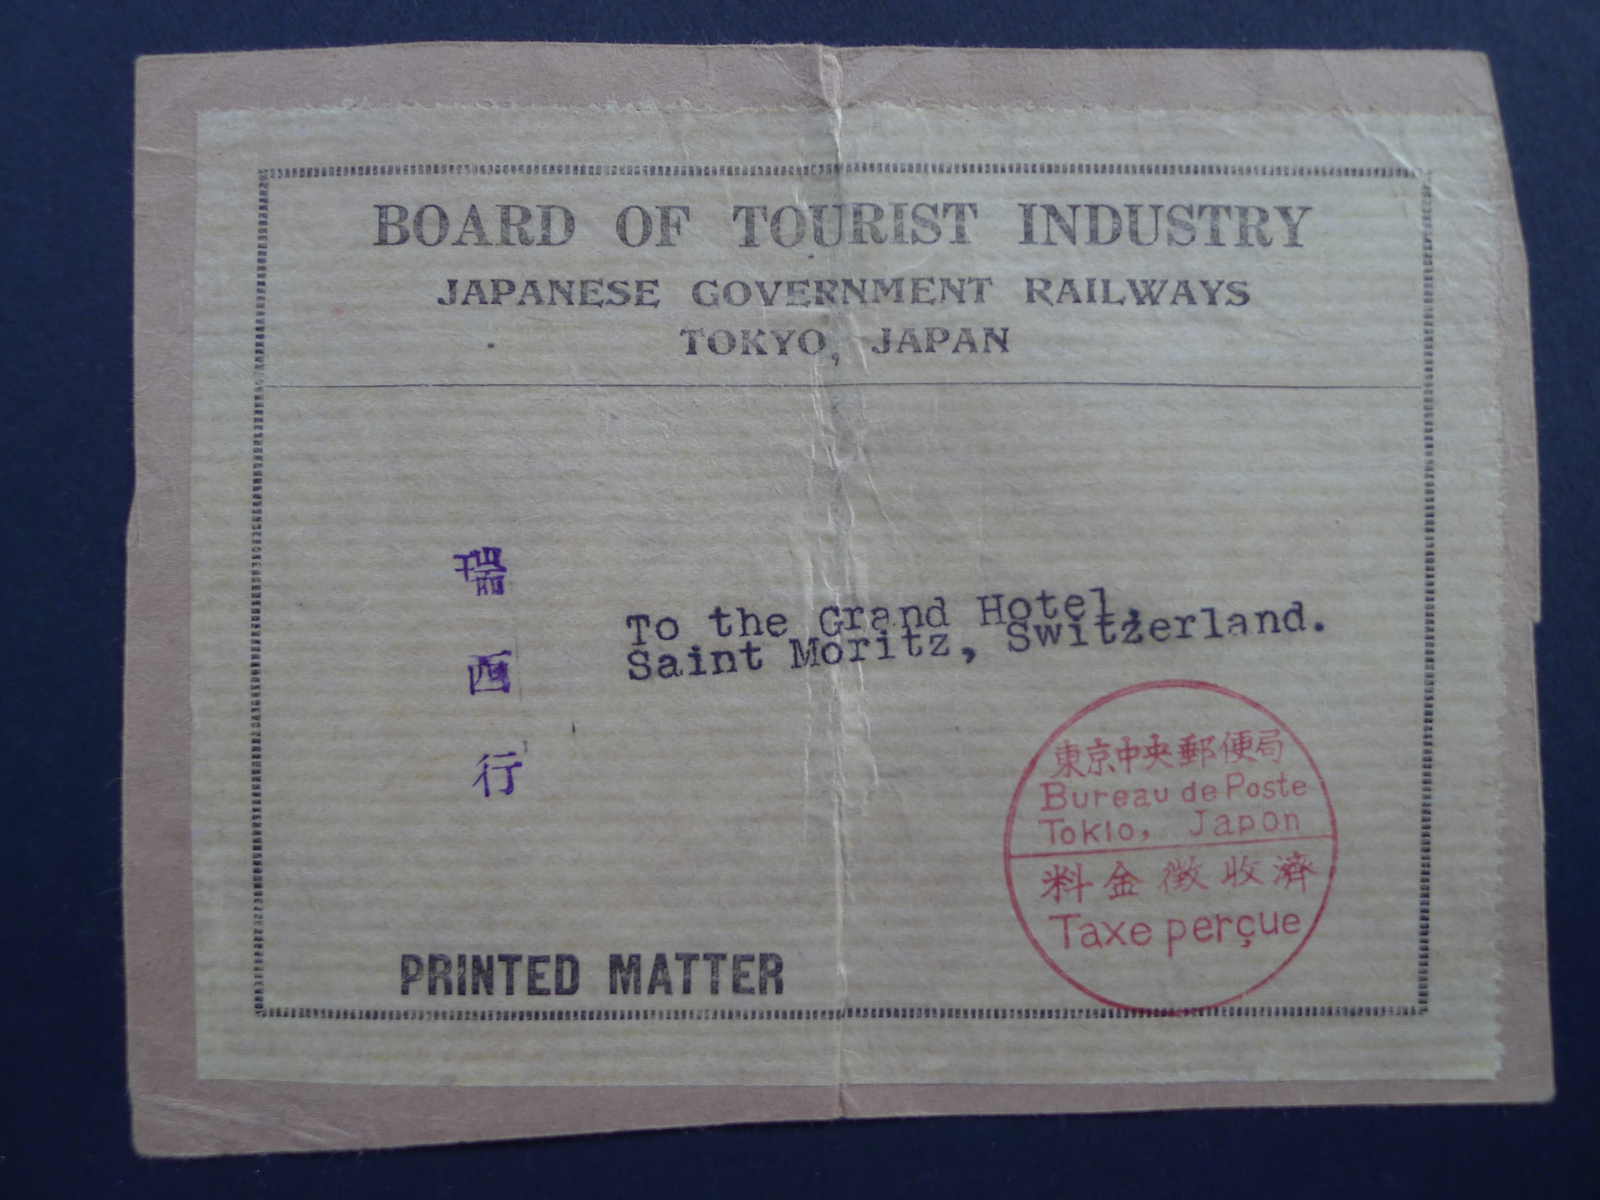 BOARD OF TOURIST INDUSTRY
JAPANESE GOVERNMENT RAILWAYS
TOKYO, JAPAN
瑞西行
To the Grand Hotel,
Saint Moritz, Switzerland.
東京中央郵便局
Bureau de Poste
Tokio, Japon
料金徴収濟
Taxe perçue
PRINTED MATTER